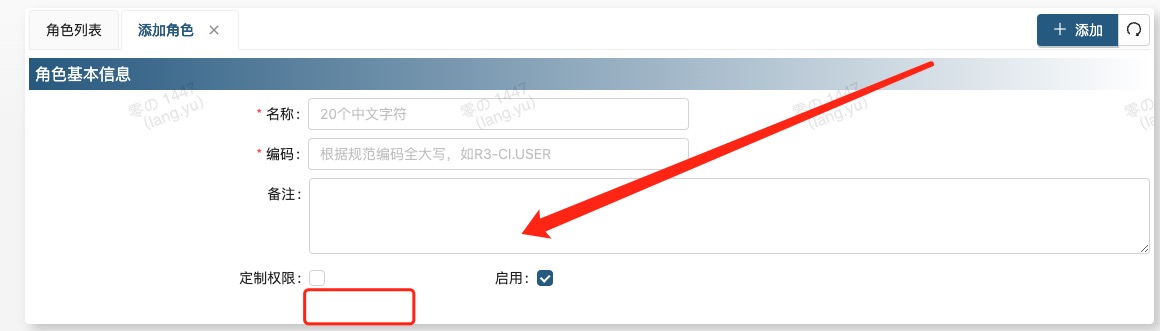 角色列表 添加角色 × + 添加
角色基本信息
* 名称： 20个中文字符
* 编码： 根据规范编码全大写，如R3-CI.USER
备注：
定制权限： 启用：
零の 1447
(lang.yu)
零の 1447
(lang.yu)
零の 1447
(lang.yu)
零の
(la